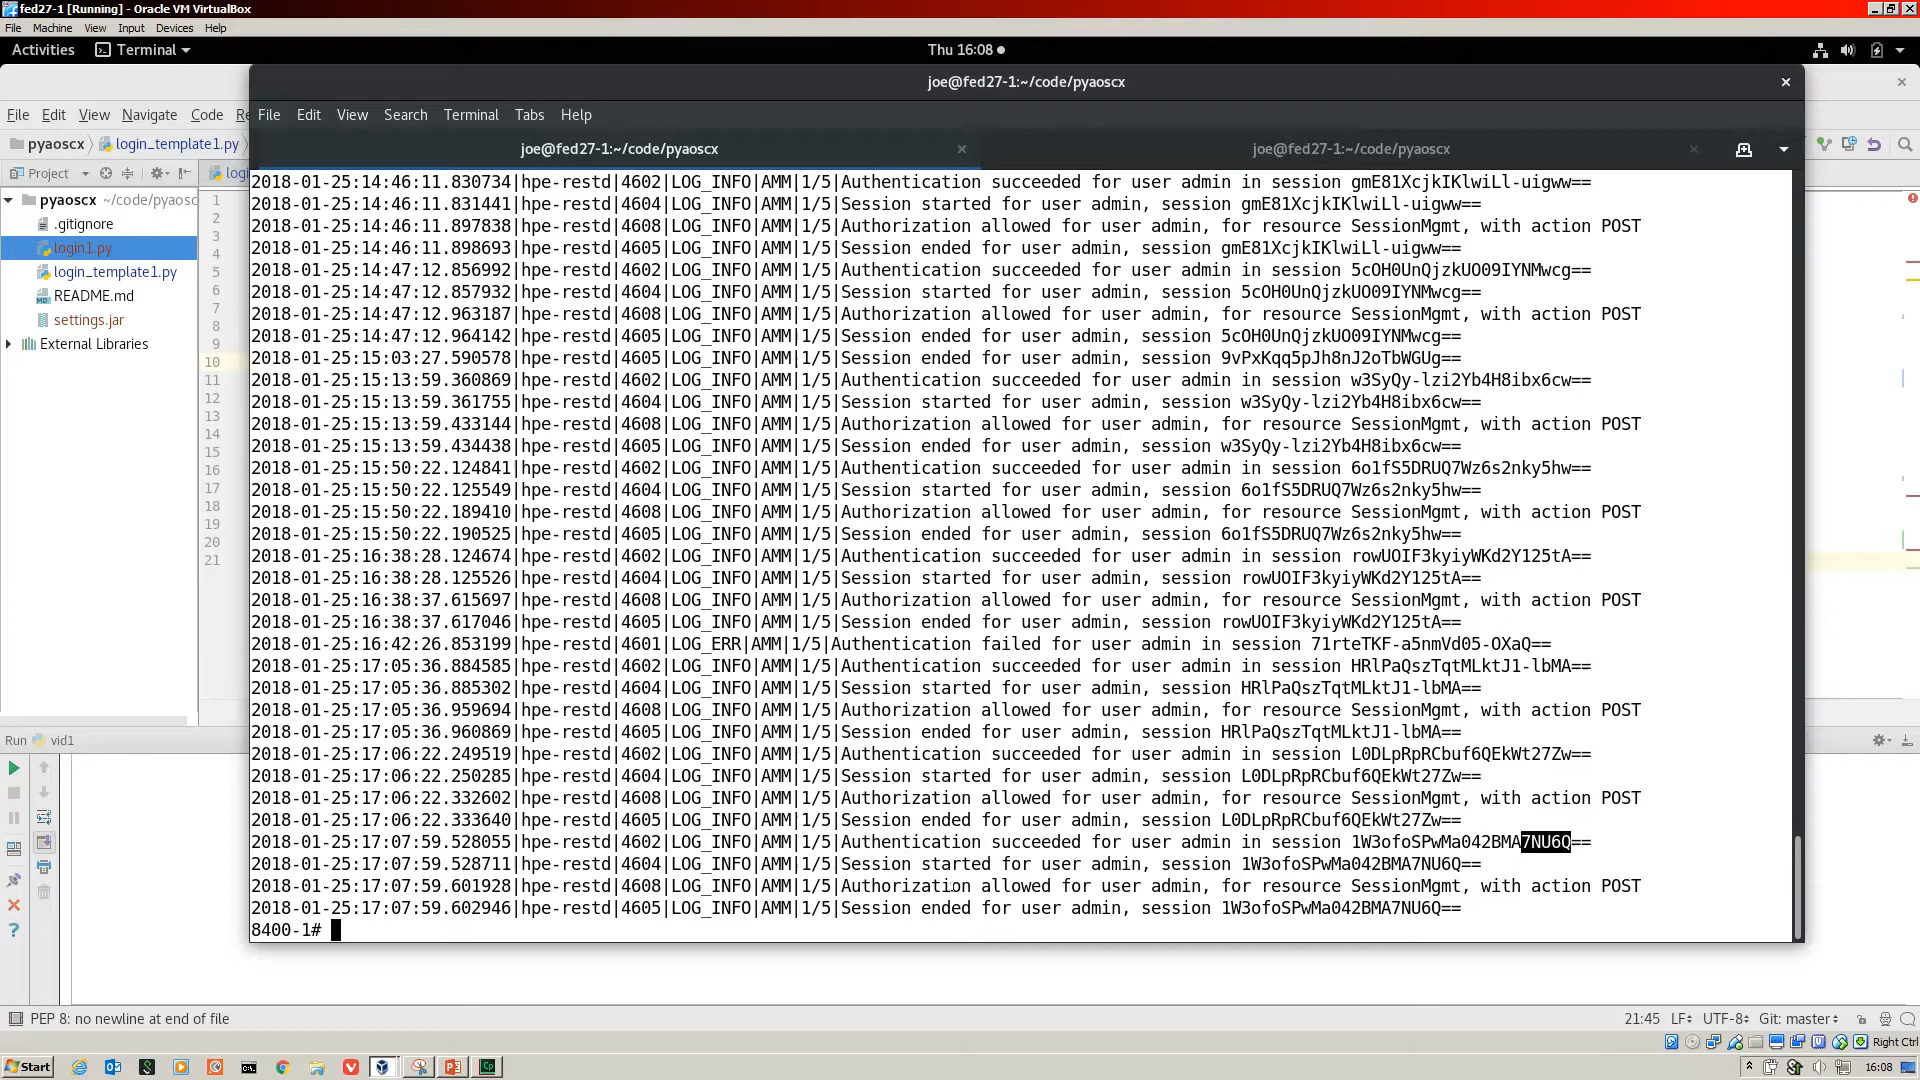 fed27-1 [Running] - Oracle VM VirtualBox
File Machine View Input Devices Help
Activities Terminal Thu 16:08
joe@fed27-1:~/code/pyaoscx
File Edit View Navigate Code Re
File Edit View Search Terminal Tabs Help
pyaoscx login_template1.py
joe@fed27-1:~/code/pyaoscx joe@fed27-1:~/code/pyaoscx
Project
pyaoscx ~/code/pyaosc
.gitignore
login1.py
login_template1.py
README.md
settings.jar
External Libraries
1
2
3
4
5
6
7
8
9
10
11
12
13
14
15
16
17
18
19
20
21
2018-01-25:14:46:11.830734|hpe-restd|4602|LOG_INFO|AMM|1/5|Authentication succeeded for user admin in session gmE81XcjkIKlwiLl-uigww==
2018-01-25:14:46:11.831441|hpe-restd|4604|LOG_INFO|AMM|1/5|Session started for user admin, session gmE81XcjkIKlwiLl-uigww==
2018-01-25:14:46:11.897838|hpe-restd|4608|LOG_INFO|AMM|1/5|Authorization allowed for user admin, for resource SessionMgmt, with action POST
2018-01-25:14:46:11.898693|hpe-restd|4605|LOG_INFO|AMM|1/5|Session ended for user admin, session gmE81XcjkIKlwiLl-uigww==
2018-01-25:14:47:12.856992|hpe-restd|4602|LOG_INFO|AMM|1/5|Authentication succeeded for user admin in session 5cOH0UnQjzkUO09IYNMwcg==
2018-01-25:14:47:12.857932|hpe-restd|4604|LOG_INFO|AMM|1/5|Session started for user admin, session 5cOH0UnQjzkUO09IYNMwcg==
2018-01-25:14:47:12.963187|hpe-restd|4608|LOG_INFO|AMM|1/5|Authorization allowed for user admin, for resource SessionMgmt, with action POST
2018-01-25:14:47:12.964142|hpe-restd|4605|LOG_INFO|AMM|1/5|Session ended for user admin, session 5cOH0UnQjzkUO09IYNMwcg==
2018-01-25:15:03:27.590578|hpe-restd|4605|LOG_INFO|AMM|1/5|Session ended for user admin, session 9vPxKqq5pJh8nJ2oTbWGUg==
2018-01-25:15:13:59.360869|hpe-restd|4602|LOG_INFO|AMM|1/5|Authentication succeeded for user admin in session w3SyQy-lzi2Yb4H8ibx6cw==
2018-01-25:15:13:59.361755|hpe-restd|4604|LOG_INFO|AMM|1/5|Session started for user admin, session w3SyQy-lzi2Yb4H8ibx6cw==
2018-01-25:15:13:59.433144|hpe-restd|4608|LOG_INFO|AMM|1/5|Authorization allowed for user admin, for resource SessionMgmt, with action POST
2018-01-25:15:13:59.434438|hpe-restd|4605|LOG_INFO|AMM|1/5|Session ended for user admin, session w3SyQy-lzi2Yb4H8ibx6cw==
2018-01-25:15:50:22.124841|hpe-restd|4602|LOG_INFO|AMM|1/5|Authentication succeeded for user admin in session 6o1fS5DRUQ7Wz6s2nky5hw==
2018-01-25:15:50:22.125549|hpe-restd|4604|LOG_INFO|AMM|1/5|Session started for user admin, session 6o1fS5DRUQ7Wz6s2nky5hw==
2018-01-25:15:50:22.189410|hpe-restd|4608|LOG_INFO|AMM|1/5|Authorization allowed for user admin, for resource SessionMgmt, with action POST
2018-01-25:15:50:22.190525|hpe-restd|4605|LOG_INFO|AMM|1/5|Session ended for user admin, session 6o1fS5DRUQ7Wz6s2nky5hw==
2018-01-25:16:38:28.124674|hpe-restd|4602|LOG_INFO|AMM|1/5|Authentication succeeded for user admin in session rowUOIF3kyiyWKd2Y125tA==
2018-01-25:16:38:28.125526|hpe-restd|4604|LOG_INFO|AMM|1/5|Session started for user admin, session rowUOIF3kyiyWKd2Y125tA==
2018-01-25:16:38:37.615697|hpe-restd|4608|LOG_INFO|AMM|1/5|Authorization allowed for user admin, for resource SessionMgmt, with action POST
2018-01-25:16:38:37.617046|hpe-restd|4605|LOG_INFO|AMM|1/5|Session ended for user admin, session rowUOIF3kyiyWKd2Y125tA==
2018-01-25:16:42:26.853199|hpe-restd|4601|LOG_ERR|AMM|1/5|Authentication failed for user admin in session 71rteTKF-a5nmVd05-OXaQ==
2018-01-25:17:05:36.884585|hpe-restd|4602|LOG_INFO|AMM|1/5|Authentication succeeded for user admin in session HRlPaQszTqtMLktJ1-lbMA==
2018-01-25:17:05:36.885302|hpe-restd|4604|LOG_INFO|AMM|1/5|Session started for user admin, session HRlPaQszTqtMLktJ1-lbMA==
2018-01-25:17:05:36.959694|hpe-restd|4608|LOG_INFO|AMM|1/5|Authorization allowed for user admin, for resource SessionMgmt, with action POST
2018-01-25:17:05:36.960869|hpe-restd|4605|LOG_INFO|AMM|1/5|Session ended for user admin, session HRlPaQszTqtMLktJ1-lbMA==
2018-01-25:17:06:22.249519|hpe-restd|4602|LOG_INFO|AMM|1/5|Authentication succeeded for user admin in session L0DLpRpRCbuf6QEkWt27Zw==
2018-01-25:17:06:22.250285|hpe-restd|4604|LOG_INFO|AMM|1/5|Session started for user admin, session L0DLpRpRCbuf6QEkWt27Zw==
2018-01-25:17:06:22.332602|hpe-restd|4608|LOG_INFO|AMM|1/5|Authorization allowed for user admin, for resource SessionMgmt, with action POST
2018-01-25:17:06:22.333640|hpe-restd|4605|LOG_INFO|AMM|1/5|Session ended for user admin, session L0DLpRpRCbuf6QEkWt27Zw==
2018-01-25:17:07:59.528055|hpe-restd|4602|LOG_INFO|AMM|1/5|Authentication succeeded for user admin in session 1W3ofoSPwMa042BMA7NU6Q==
2018-01-25:17:07:59.528711|hpe-restd|4604|LOG_INFO|AMM|1/5|Session started for user admin, session 1W3ofoSPwMa042BMA7NU6Q==
2018-01-25:17:07:59.601928|hpe-restd|4608|LOG_INFO|AMM|1/5|Authorization allowed for user admin, for resource SessionMgmt, with action POST
2018-01-25:17:07:59.602946|hpe-restd|4605|LOG_INFO|AMM|1/5|Session ended for user admin, session 1W3ofoSPwMa042BMA7NU6Q==
8400-1#
login
Run vid1
PEP 8: no newline at end of file 21:45 LF UTF-8 Git: master
Right Ctrl
Start 16:08